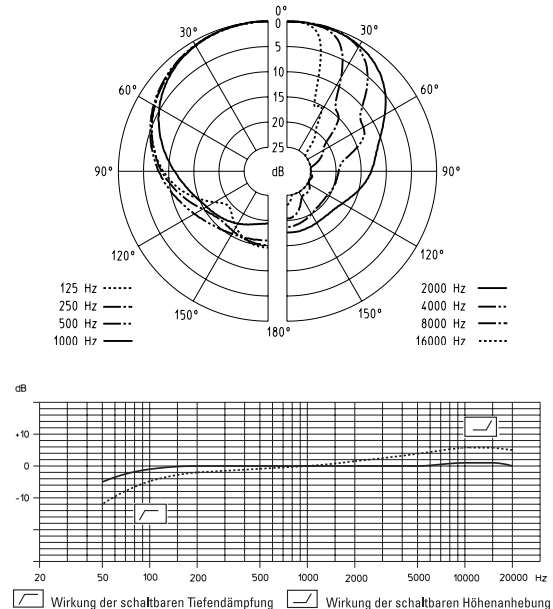 0°
30°
30°
60°
60°
90°
90°
120°
120°
150°
150°
180°
0
5
10
15
20
25
dB
125 Hz
250 Hz
500 Hz
1000 Hz
2000 Hz
4000 Hz
8000 Hz
16000 Hz
dB
+10
0
-10
20 50 100 200 500 1000 2000 5000 10000 20000 Hz
Wirkung der schaltbaren Tiefendämpfung Wirkung der schaltbaren Höhenanhebung